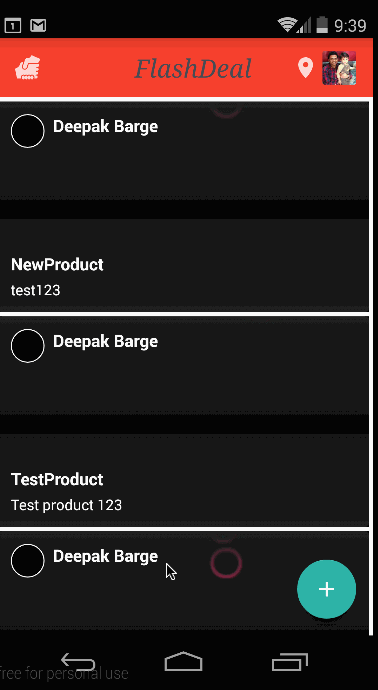 1
9:39
FlashDeal
Deepak Barge
NewProduct
test123
Deepak Barge
TestProduct
Test product 123
Deepak Barge
+
free for personal use